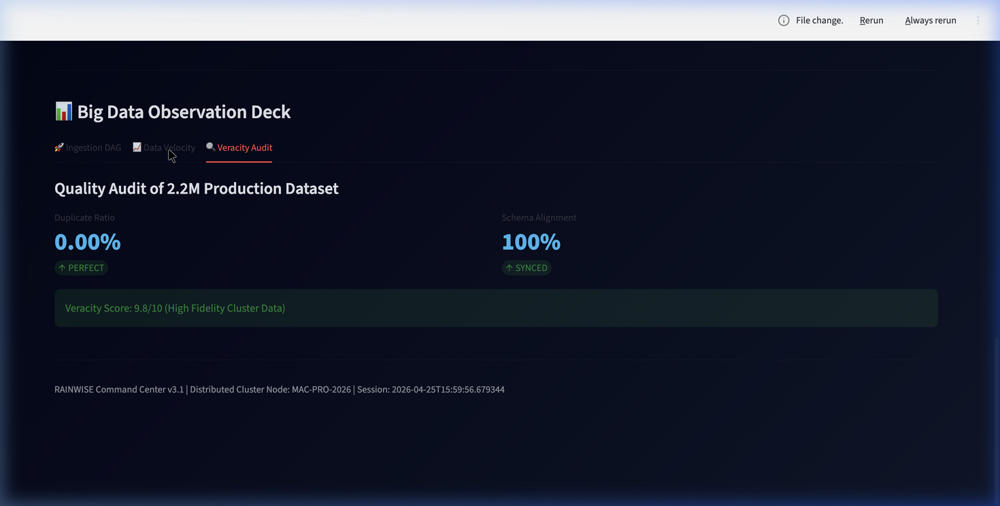 File change. Rerun Always rerun
📊 Big Data Observation Deck
🚀 Ingestion DAG 📈 Data Velocity 🔍 Veracity Audit
Quality Audit of 2.2M Production Dataset
Duplicate Ratio
0.00%
↑ PERFECT
Schema Alignment
100%
↑ SYNCED
Veracity Score: 9.8/10 (High Fidelity Cluster Data)
RAINWISE Command Center v3.1 | Distributed Cluster Node: MAC-PRO-2026 | Session: 2026-04-25T15:59:56.679344